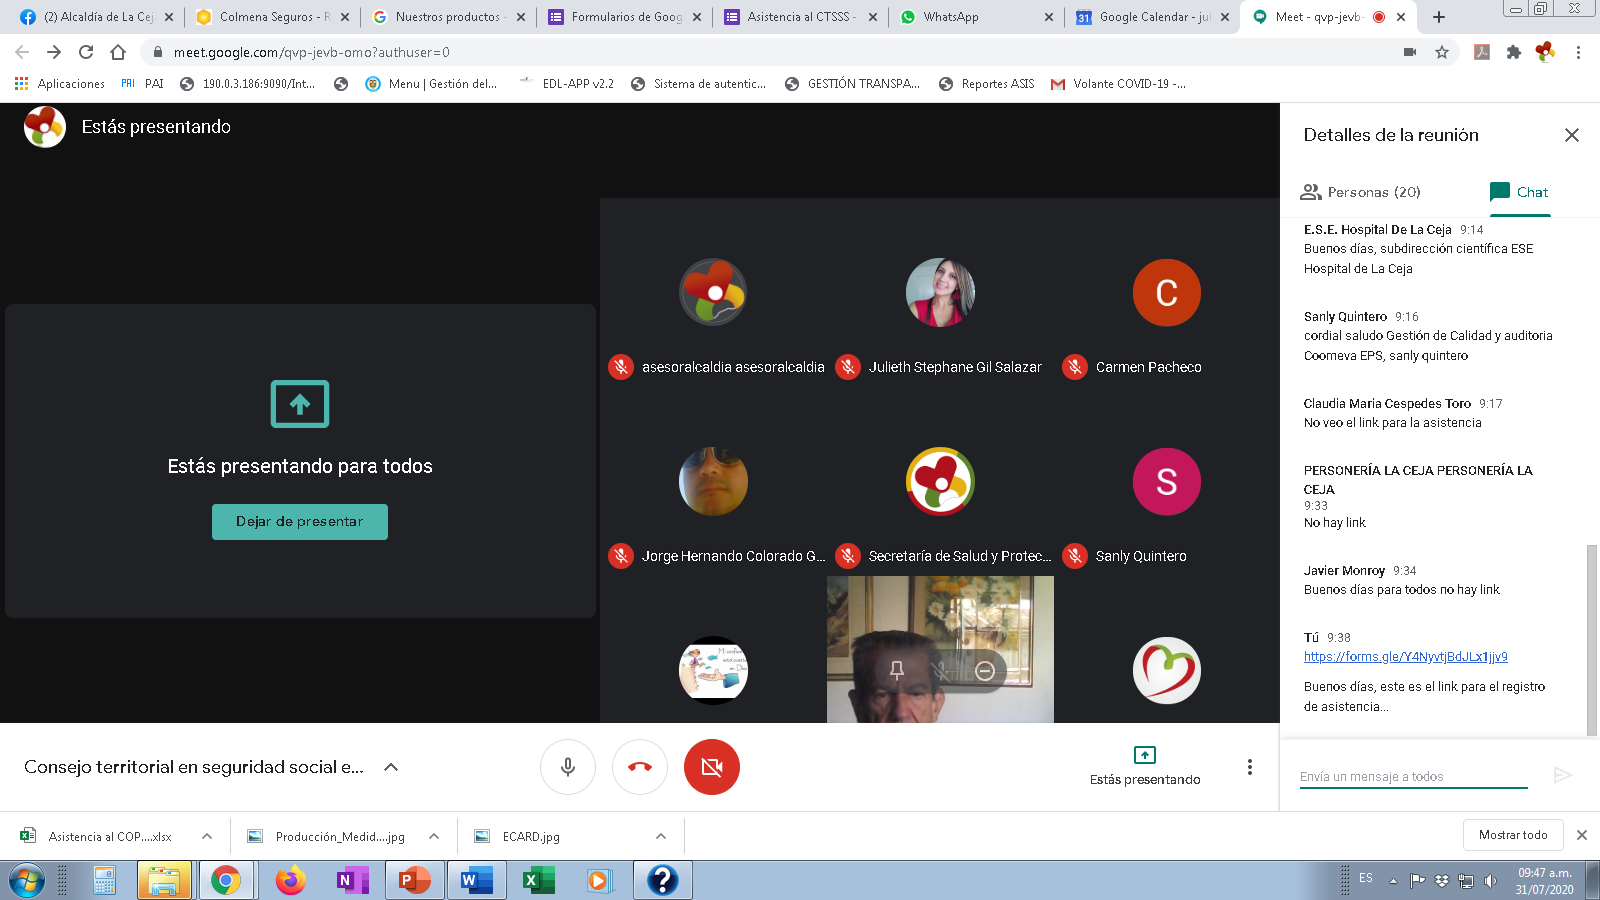 (2) Alcaldía de La Cej
Colmena Seguros - R
Nuestros productos -
Formularios de Goog
Asistencia al CTSSS -
WhatsApp
Google Calendar - jul
31
Meet - qvp-jevb-
meet.google.com/qvp-jevb-omo?authuser=0
Aplicaciones
PAI PAI
190.0.3.186:9090/Int...
Menu | Gestión del...
EDL-APP v2.2
Sistema de autentic...
GESTIÓN TRANSPA...
Reportes ASIS
Volante COVID-19 -...
Estás presentando
Estás presentando para todos
Dejar de presentar
C
asesoralcaldia asesoralcaldia
Julieth Stephane Gil Salazar
Carmen Pacheco
S
Jorge Hernando Colorado G...
Secretaría de Salud y Protec...
Sanly Quintero
Detalles de la reunión
Personas (20)
Chat
E.S.E. Hospital De La Ceja 9:14
Buenos días, subdirección científica ESE
Hospital de La Ceja
Sanly Quintero 9:16
cordial saludo Gestión de Calidad y auditoria
Coomeva EPS, sanly quintero
Claudia Maria Cespedes Toro 9:17
No veo el link para la asistencia
PERSONERÍA LA CEJA PERSONERÍA LA
CEJA
9:33
No hay link
Javier Monroy 9:34
Buenos días para todos no hay link
Tú 9:38
https://forms.gle/Y4NyvtjBdJLx1jjv9
Buenos días, este es el link para el registro
de asistencia...
Envía un mensaje a todos
Consejo territorial en seguridad social e...
Estás presentando
Asistencia al COP....xlsx
Producción_Medid....jpg
ECARD.jpg
Mostrar todo
ES
09:47 a.m.
31/07/2020